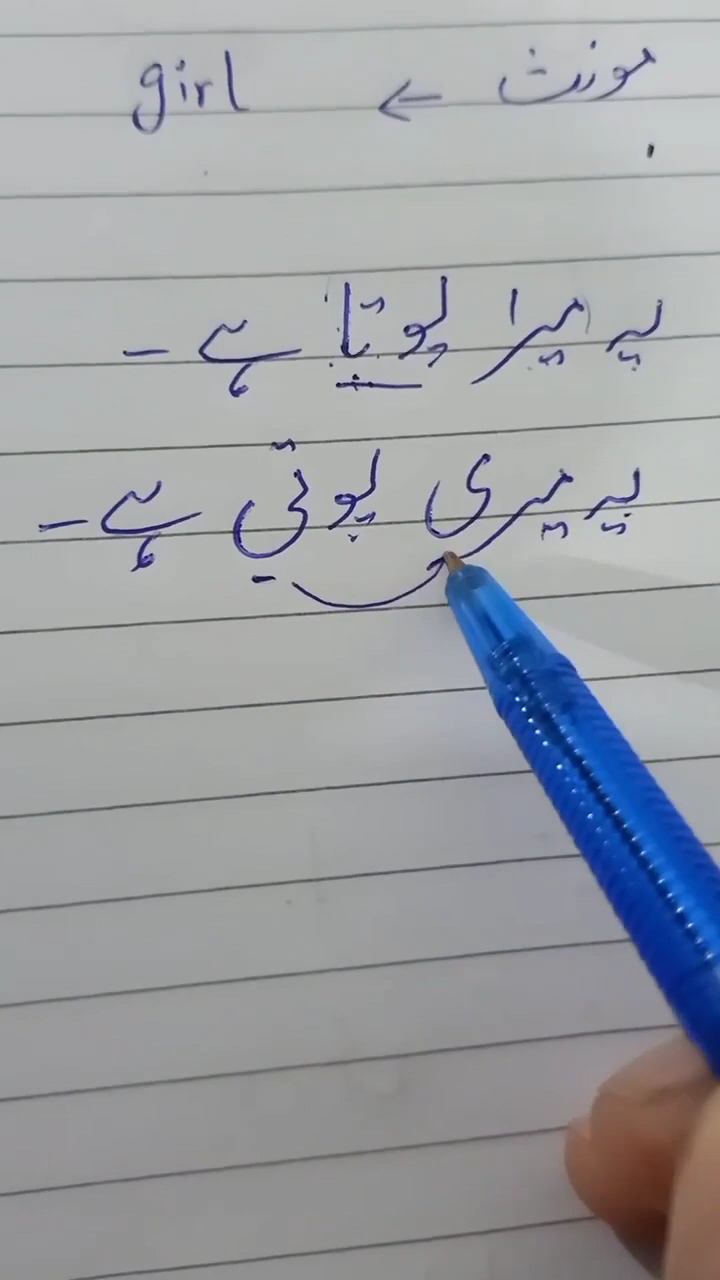 مونث ← girl
یہ میرا پوتا ہے -
یہ میری پوتی ہے -